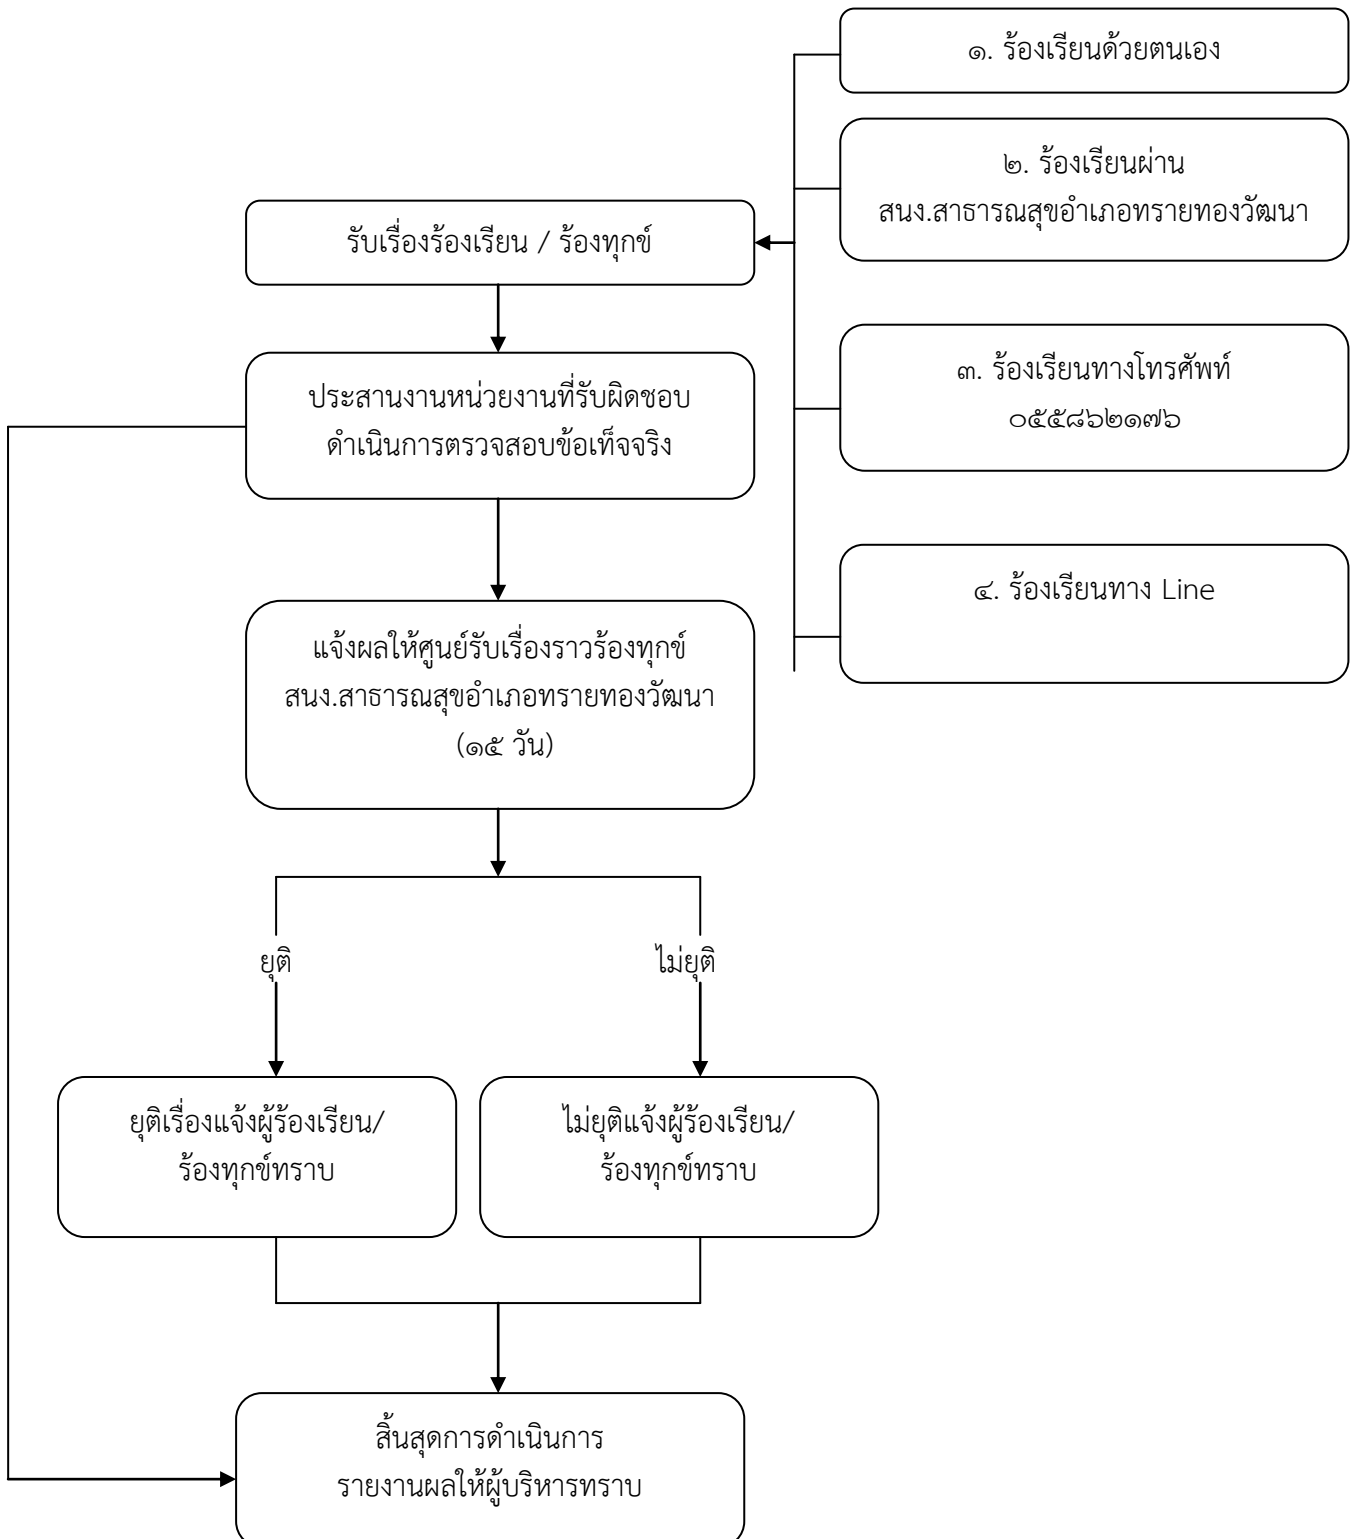 ๑. ร้องเรียนด้วยตนเอง
๒. ร้องเรียนผ่าน
สนง.สาธารณสุขอำเภอทรายทองวัฒนา
รับเรื่องร้องเรียน / ร้องทุกข์
๓. ร้องเรียนทางโทรศัพท์
๐๕๕๘๖๒๑๗๖
ประสานงานหน่วยงานที่รับผิดชอบ
ดำเนินการตรวจสอบข้อเท็จจริง
๔. ร้องเรียนทาง Line
แจ้งผลให้ศูนย์รับเรื่องราวร้องทุกข์
สนง.สาธารณสุขอำเภอทรายทองวัฒนา
(๑๕ วัน)
ยุติ
ไม่ยุติ
ยุติเรื่องแจ้งผู้ร้องเรียน/
ร้องทุกข์ทราบ
ไม่ยุติแจ้งผู้ร้องเรียน/
ร้องทุกข์ทราบ
สิ้นสุดการดำเนินการ
รายงานผลให้ผู้บริหารทราบ